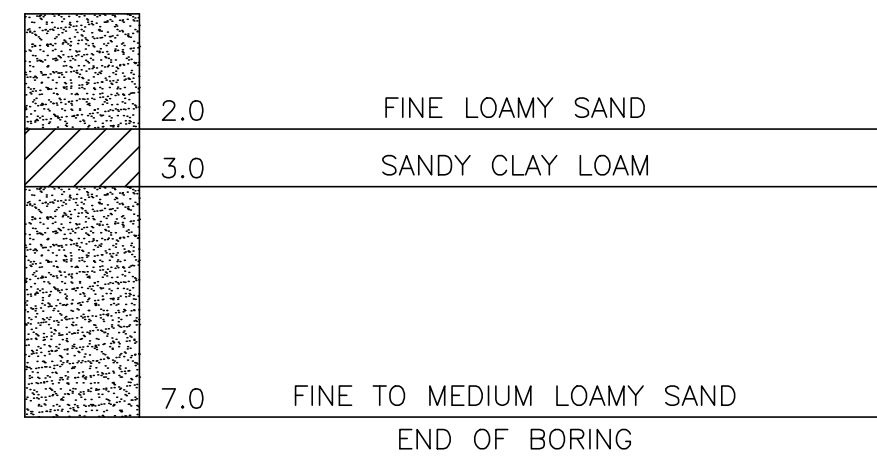 2.0 FINE LOAMY SAND
3.0 SANDY CLAY LOAM
7.0 FINE TO MEDIUM LOAMY SAND
END OF BORING